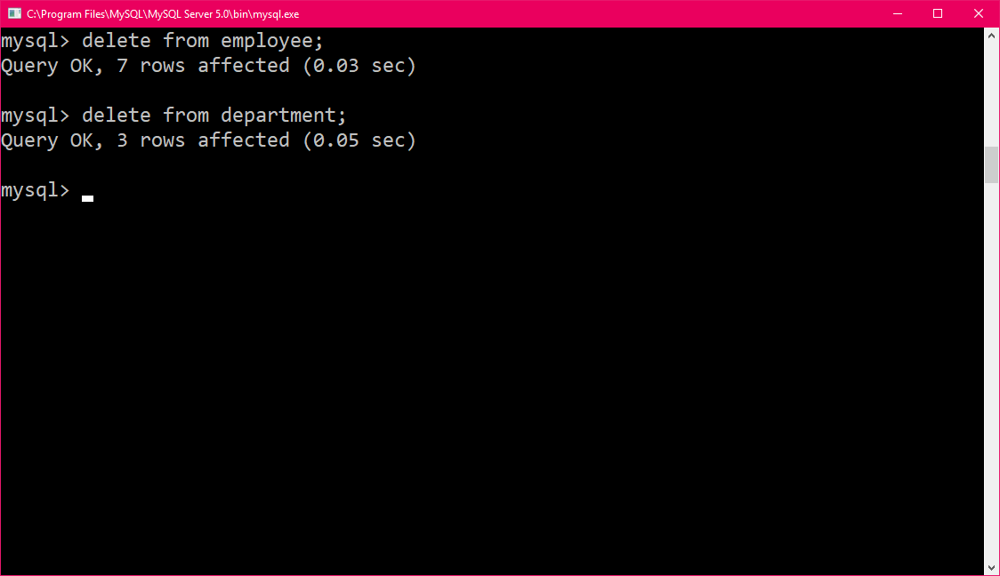 C:\Program Files\MySQL\MySQL Server 5.0\bin\mysql.exe
mysql> delete from employee;
Query OK, 7 rows affected (0.03 sec)
mysql> delete from department;
Query OK, 3 rows affected (0.05 sec)
mysql>